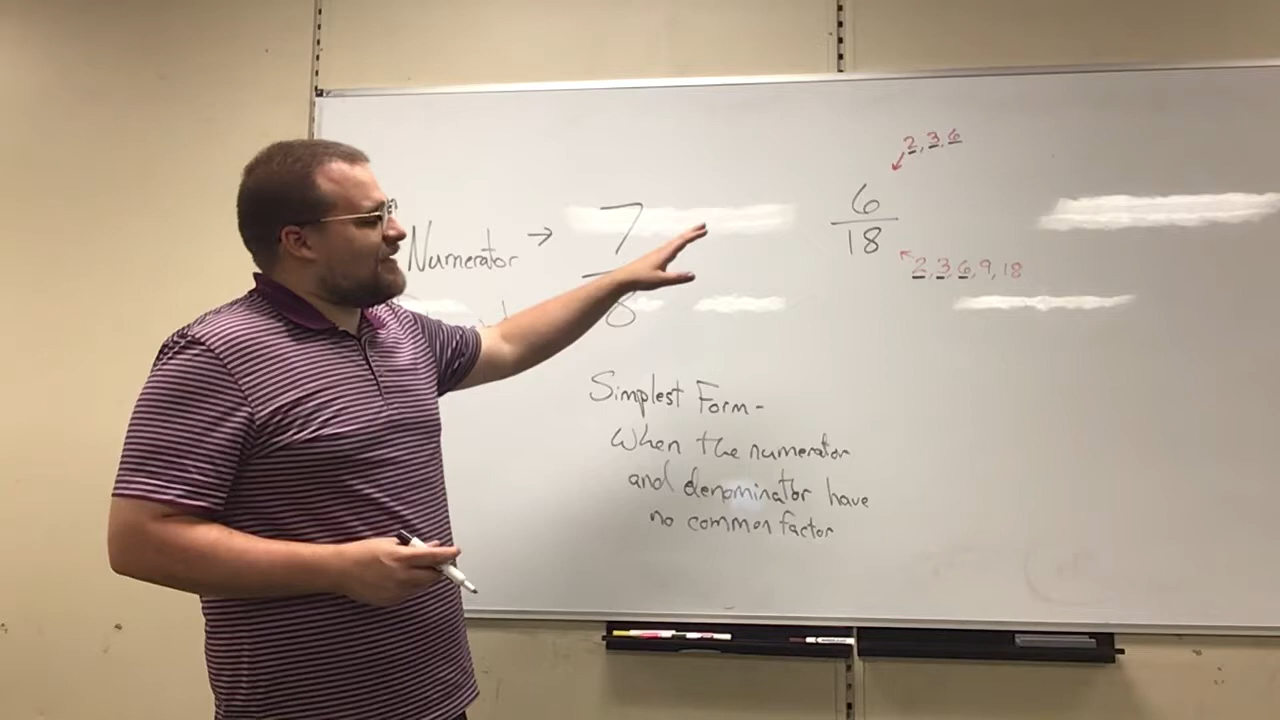 2, 3, 6
6
18
2, 3, 6, 9, 18
Numerator → 7
8
Simplest Form-
When the numerator
and denominator have
no common factor